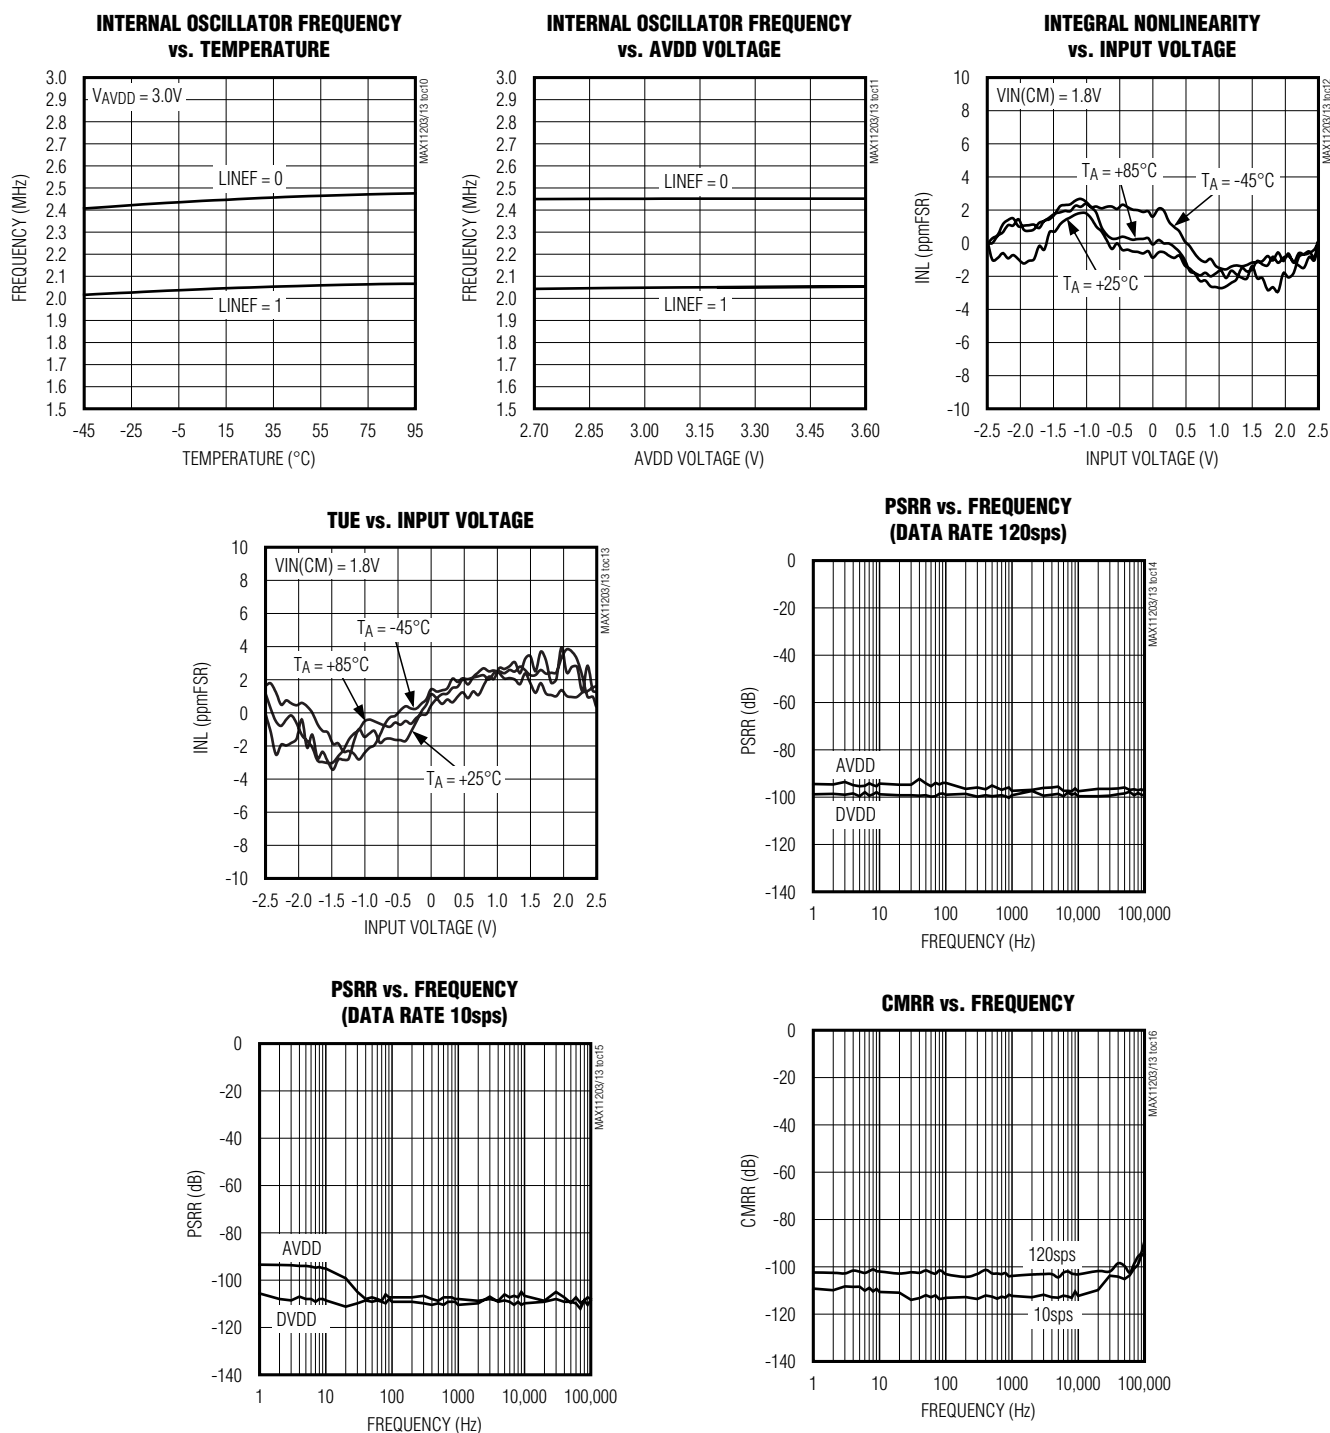 INTERNAL OSCILLATOR FREQUENCY
vs. TEMPERATURE
3.0
2.9
2.8
2.7
2.6
2.5
2.4
2.3
2.2
2.1
2.0
1.9
1.8
1.7
1.6
1.5
FREQUENCY (MHz)
VAVDD = 3.0V
LINEF = 0
LINEF = 1
MAX11203/13 toc10
-45 -25 -5 15 35 55 75 95
TEMPERATURE (°C)
INTERNAL OSCILLATOR FREQUENCY
vs. AVDD VOLTAGE
3.0
2.9
2.8
2.7
2.6
2.5
2.4
2.3
2.2
2.1
2.0
1.9
1.8
1.7
1.6
1.5
FREQUENCY (MHz)
LINEF = 0
LINEF = 1
MAX11203/13 toc11
2.70 2.85 3.00 3.15 3.30 3.45 3.60
AVDD VOLTAGE (V)
INTEGRAL NONLINEARITY
vs. INPUT VOLTAGE
10
8
6
4
2
0
-2
-4
-6
-8
-10
INL (ppmFSR)
VIN(CM) = 1.8V
TA = +85°C
TA = -45°C
TA = +25°C
MAX11203/13 toc12
-2.5 -2.0 -1.5 -1.0 -0.5 0 0.5 1.0 1.5 2.0 2.5
INPUT VOLTAGE (V)
TUE vs. INPUT VOLTAGE
10
8
6
4
2
0
-2
-4
-6
-8
-10
INL (ppmFSR)
VIN(CM) = 1.8V
TA = -45°C
TA = +85°C
TA = +25°C
MAX11203/13 toc13
-2.5 -2.0 -1.5 -1.0 -0.5 0 0.5 1.0 1.5 2.0 2.5
INPUT VOLTAGE (V)
PSRR vs. FREQUENCY
(DATA RATE 120sps)
0
-20
-40
-60
-80
-100
-120
-140
PSRR (dB)
AVDD
DVDD
MAX11203/13 toc14
1 10 100 1000 10,000 100,000
FREQUENCY (Hz)
PSRR vs. FREQUENCY
(DATA RATE 10sps)
0
-20
-40
-60
-80
-100
-120
-140
PSRR (dB)
AVDD
DVDD
MAX11203/13 toc15
1 10 100 1000 10,000 100,000
FREQUENCY (Hz)
CMRR vs. FREQUENCY
0
-20
-40
-60
-80
-100
-120
-140
CMRR (dB)
120sps
10sps
MAX11203/13 toc16
1 10 100 1000 10,000 100,000
FREQUENCY (Hz)